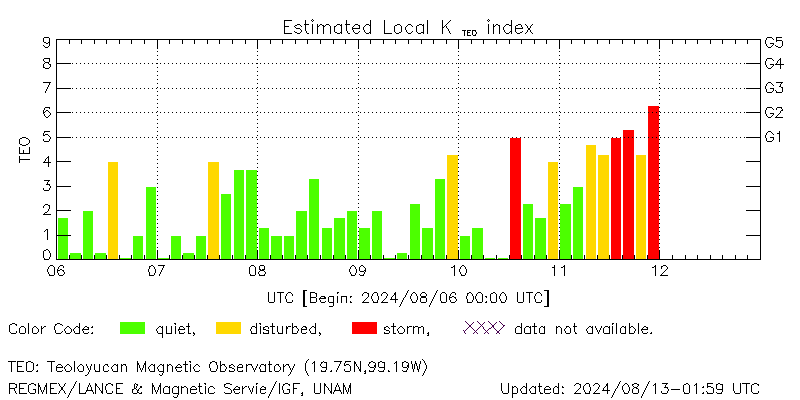 Estimated Local K TEO index
9
8
7
6
5
4
3
2
1
0
TEO
G5
G4
G3
G2
G1
06 07 08 09 10 11 12
UTC [Begin: 2024/08/06 00:00 UTC]
Color Code: quiet, disturbed, storm, data not available.
TEO: Teoloyucan Magnetic Observatory (19.75N,99.19W)
REGMEX/LANCE & Magnetic Servie/IGF, UNAM Updated: 2024/08/13-01:59 UTC